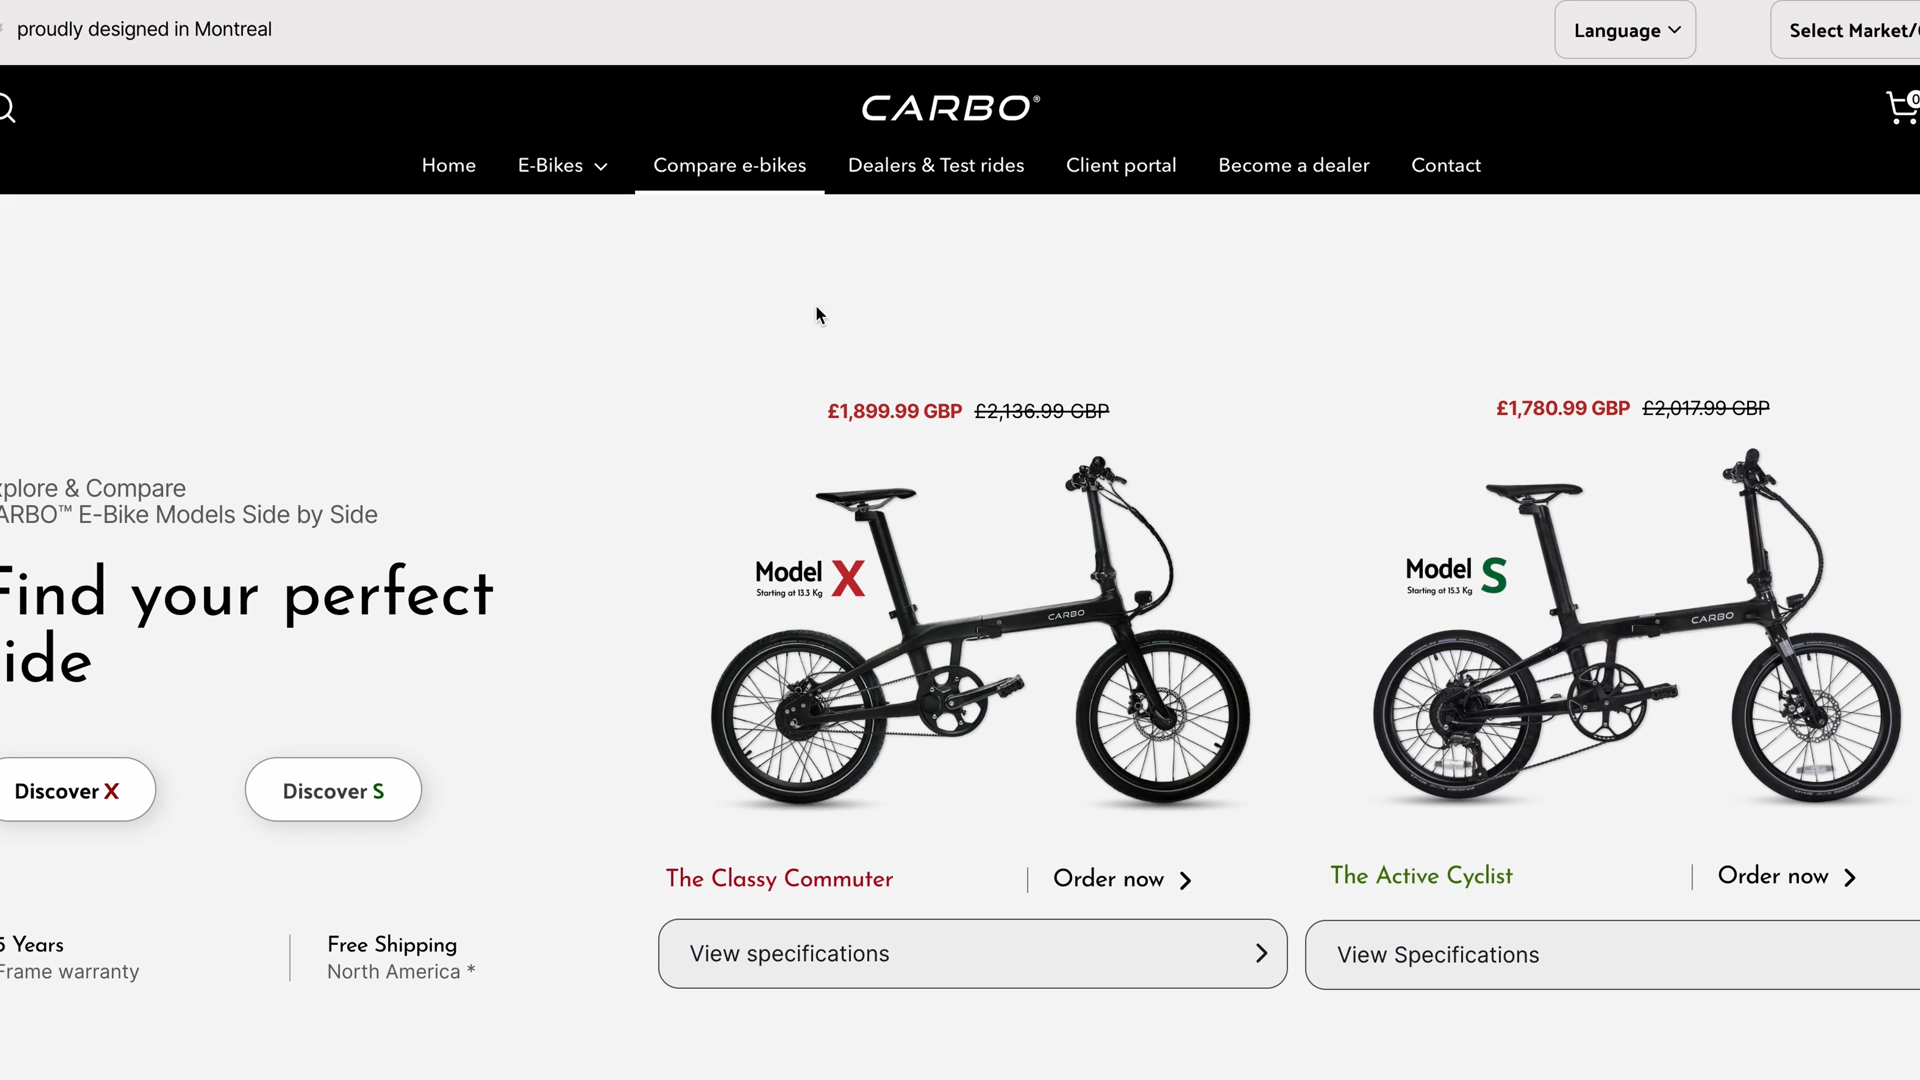 proudly designed in Montreal
Language
Select Market/
CARBO®
0
Home
E-Bikes
Compare e-bikes
Dealers & Test rides
Client portal
Become a dealer
Contact
£1,899.99 GBP £2,136.99 GBP
£1,780.99 GBP £2,017.99 GBP
xplore & Compare
ARBO™ E-Bike Models Side by Side
Find your perfect
ide
Model X
Starting at 13.3 Kg
CARBO
Model S
Starting at 15.3 Kg
CARBO
Discover X
Discover S
The Classy Commuter
Order now
The Active Cyclist
Order now
5 Years
Frame warranty
Free Shipping
North America *
View specifications
View Specifications